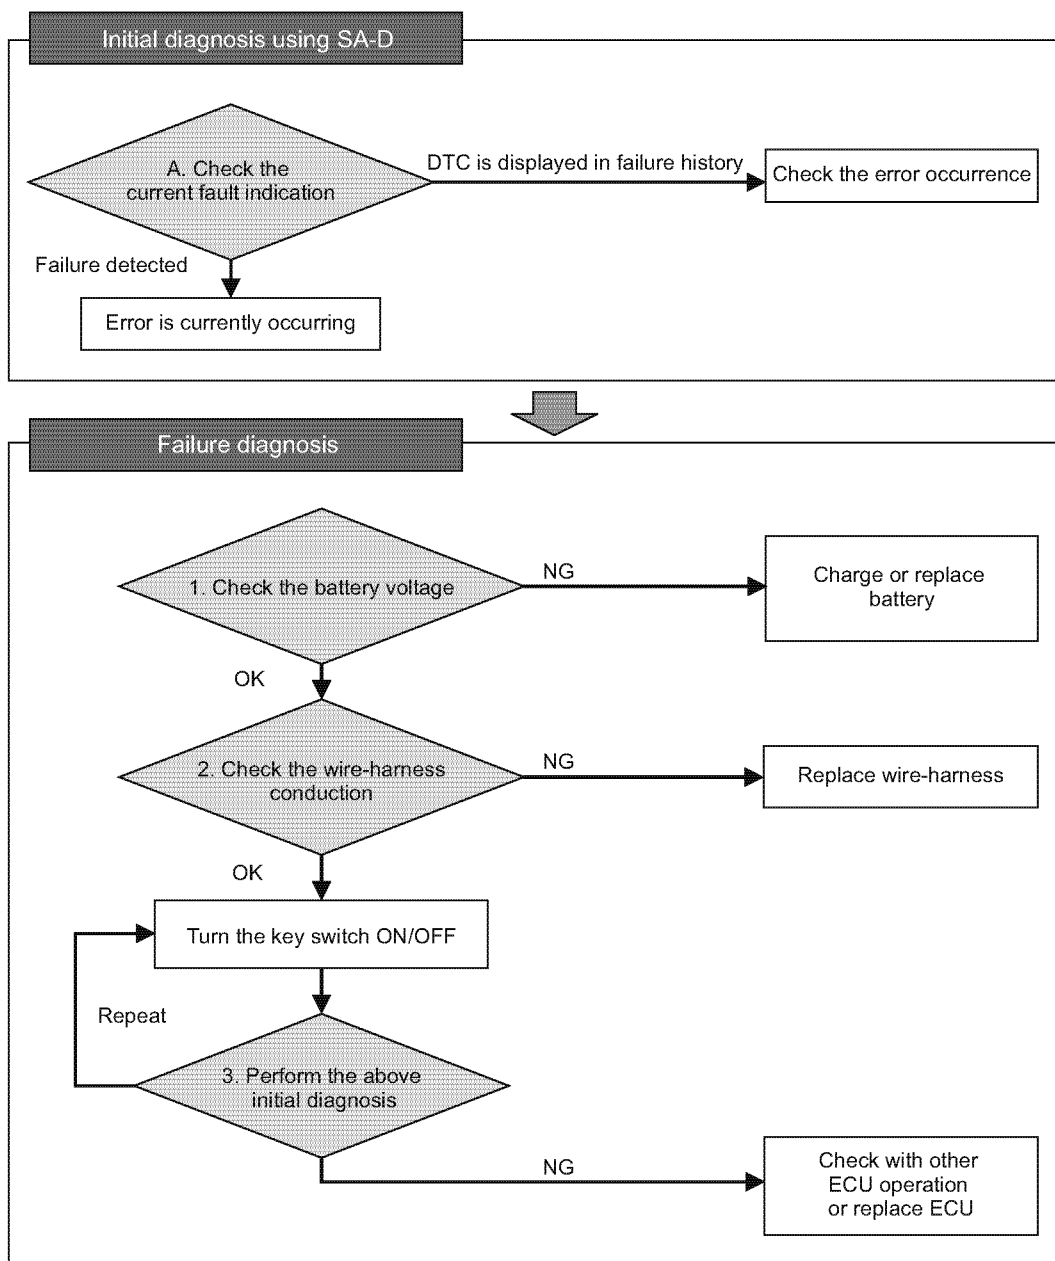 Initial diagnosis using SA-D
A. Check the
current fault indication
DTC is displayed in failure history
Check the error occurrence
Failure detected
Error is currently occurring
Failure diagnosis
1. Check the battery voltage
NG
Charge or replace
battery
OK
2. Check the wire-harness
conduction
NG
Replace wire-harness
OK
Turn the key switch ON/OFF
Repeat
3. Perform the above
initial diagnosis
NG
Check with other
ECU operation
or replace ECU